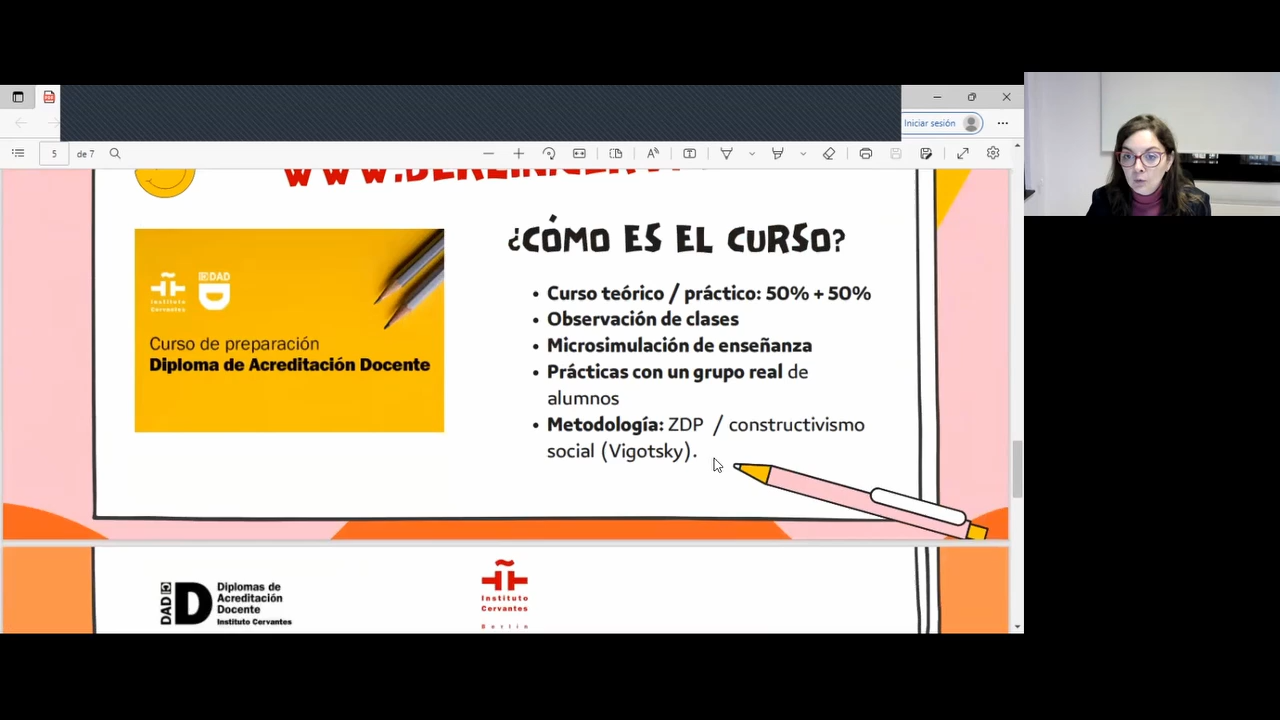 Iniciar sesión
5
de 7
¿CÓMO ES EL CURSO?
DAD
Instituto
Cervantes
Curso de preparación
Diploma de Acreditación Docente
• Curso teórico / práctico: 50% + 50%
• Observación de clases
• Microsimulación de enseñanza
• Prácticas con un grupo real de
alumnos
• Metodología: ZDP / constructivismo
social (Vigotsky).
DAD
Diplomas de
Acreditación
Docente
Instituto Cervantes
Instituto
Cervantes
Berlin